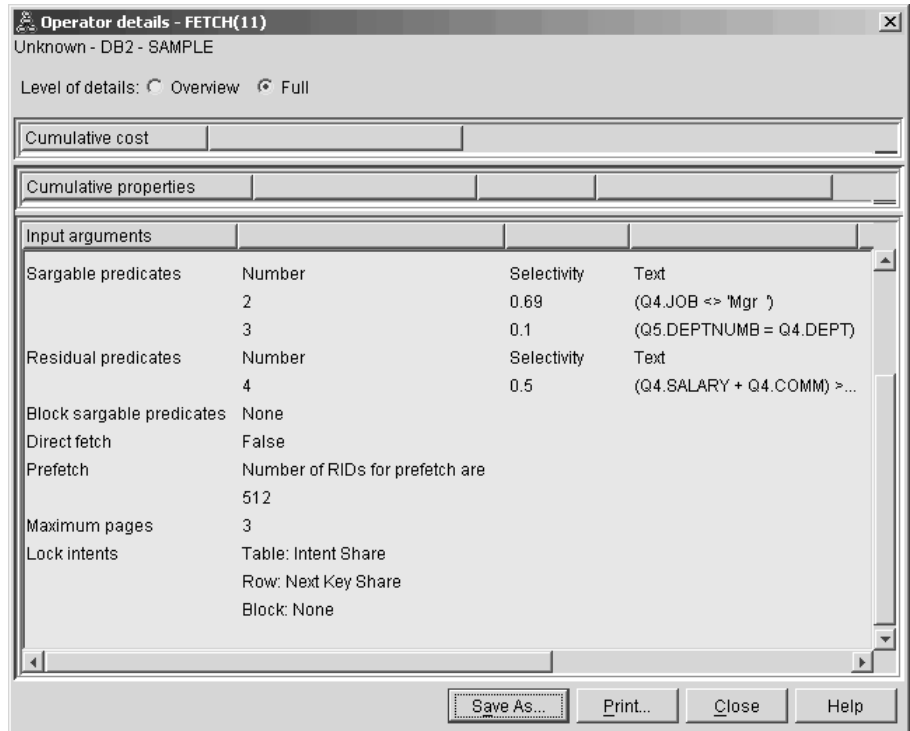 Operator details - FETCH(11)
Unknown - DB2 - SAMPLE
Level of details: Overview Full
Cumulative cost
Cumulative properties
Input arguments
Sargable predicates Number Selectivity Text
2 0.69 (Q4.JOB <> 'Mgr ')
3 0.1 (Q5.DEPTNUMB = Q4.DEPT)
Residual predicates Number Selectivity Text
4 0.5 (Q4.SALARY + Q4.COMM) >...
Block sargable predicates None
Direct fetch False
Prefetch Number of RIDs for prefetch are
512
Maximum pages 3
Lock intents Table: Intent Share
Row: Next Key Share
Block: None
Save As... Print... Close Help